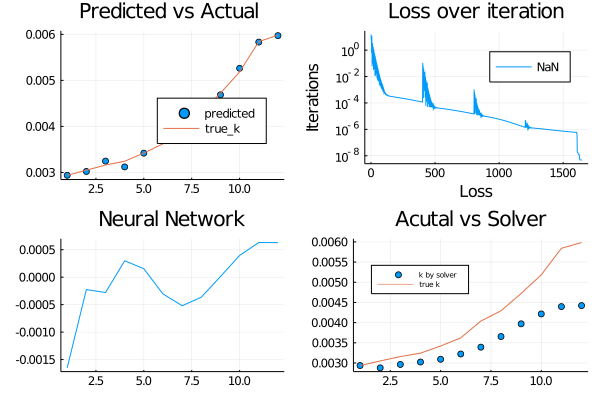 Predicted vs Actual
0.006
0.005
0.004
0.003
predicted
true_k
2.5 5.0 7.5 10.0
Loss over iteration
Iterations
10^0
10^-2
10^-4
10^-6
10^-8
NaN
0 500 1000 1500
Loss
Neural Network
0.0005
0.0000
-0.0005
-0.0010
-0.0015
2.5 5.0 7.5 10.0
Acutal vs Solver
0.0060
0.0055
0.0050
0.0045
0.0040
0.0035
0.0030
k by solver
true k
2.5 5.0 7.5 10.0